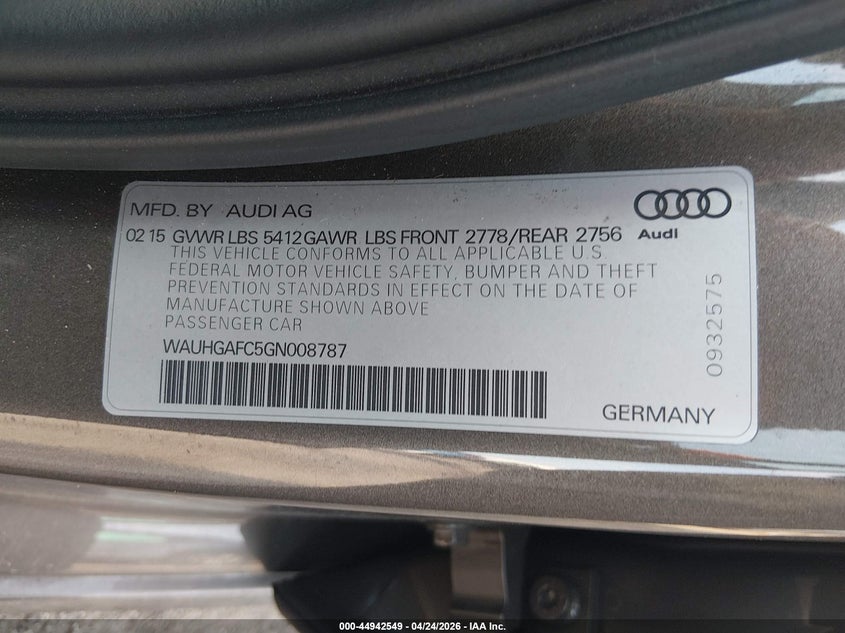 MFD. BY AUDI AG
Audi
02 15 GVWR LBS 5412 GAWR LBS FRONT 2778/REAR 2756
THIS VEHICLE CONFORMS TO ALL APPLICABLE U.S.
FEDERAL MOTOR VEHICLE SAFETY, BUMPER AND THEFT
PREVENTION STANDARDS IN EFFECT ON THE DATE OF
MANUFACTURE SHOWN ABOVE
PASSENGER CAR
WAUHGAFC5GN008787
0932575
GERMANY
000-44942549 - 04/24/2026 - IAA Inc.